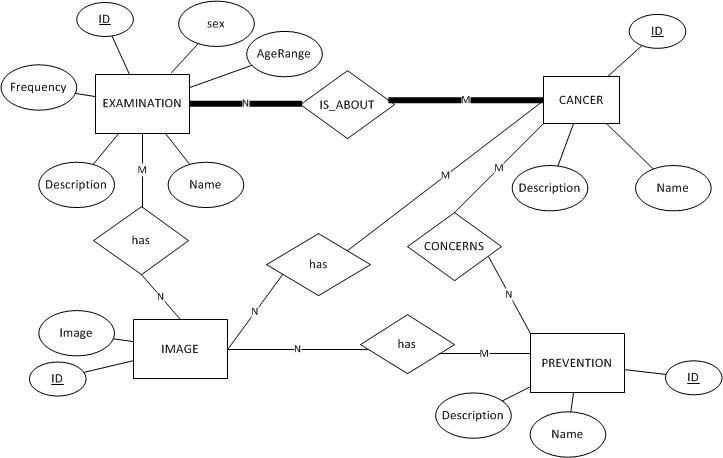 ID
sex
ID
AgeRange
Frequency
EXAMINATION
N
IS_ABOUT
M
CANCER
M
M
M
Description
Name
Description
Name
has
has
CONCERNS
N
N
N
Image
IMAGE
N
has
M
PREVENTION
ID
ID
Description
Name